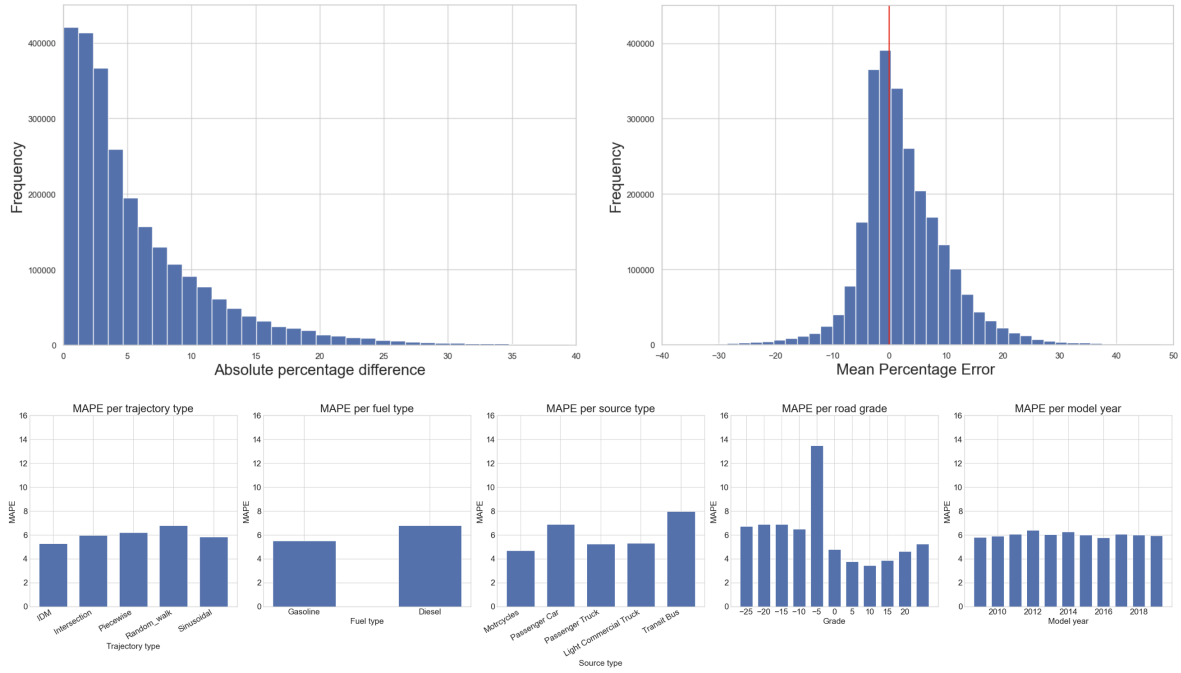 400000
300000
200000
100000
0
Frequency
0 5 10 15 20 25 30 35 40
Absolute percentage difference
400000
300000
200000
100000
0
Frequency
−40 −30 −20 −10 0 10 20 30 40 50
Mean Percentage Error
MAPE per trajectory type
16
14
12
10
8
6
4
2
0
MAPE
IDM
Intersection
Piecewise
Random_walk
Sinusoidal
Trajectory type
MAPE per fuel type
16
14
12
10
8
6
4
2
0
MAPE
Gasoline Diesel
Fuel type
MAPE per source type
16
14
12
10
8
6
4
2
0
MAPE
Motrcycles
Passenger Car
Passenger Truck
Light Commercial Truck
Transit Bus
Source type
MAPE per road grade
16
14
12
10
8
6
4
2
0
MAPE
−25 −20 −15 −10 −5 0 5 10 15 20
Grade
MAPE per model year
16
14
12
10
8
6
4
2
0
MAPE
2010 2012 2014 2016 2018
Model year